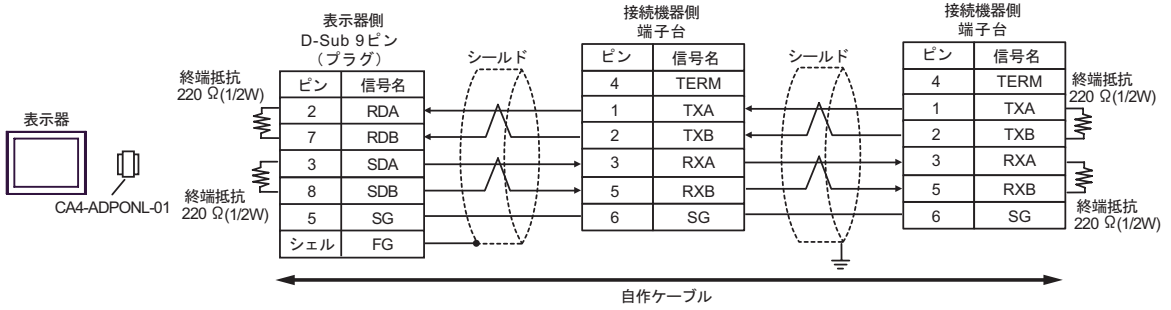 表示器
CA4-ADPONL-01
終端抵抗
220 Ω(1/2W)
終端抵抗
220 Ω(1/2W)
表示器側
D-Sub 9ピン
(プラグ)
ピン 信号名
2 RDA
7 RDB
3 SDA
8 SDB
5 SG
シェル FG
シールド
接続機器側
端子台
ピン 信号名
4 TERM
1 TXA
2 TXB
3 RXA
5 RXB
6 SG
シールド
接続機器側
端子台
ピン 信号名
4 TERM
1 TXA
2 TXB
3 RXA
5 RXB
6 SG
終端抵抗
220 Ω(1/2W)
終端抵抗
220 Ω(1/2W)
自作ケーブル